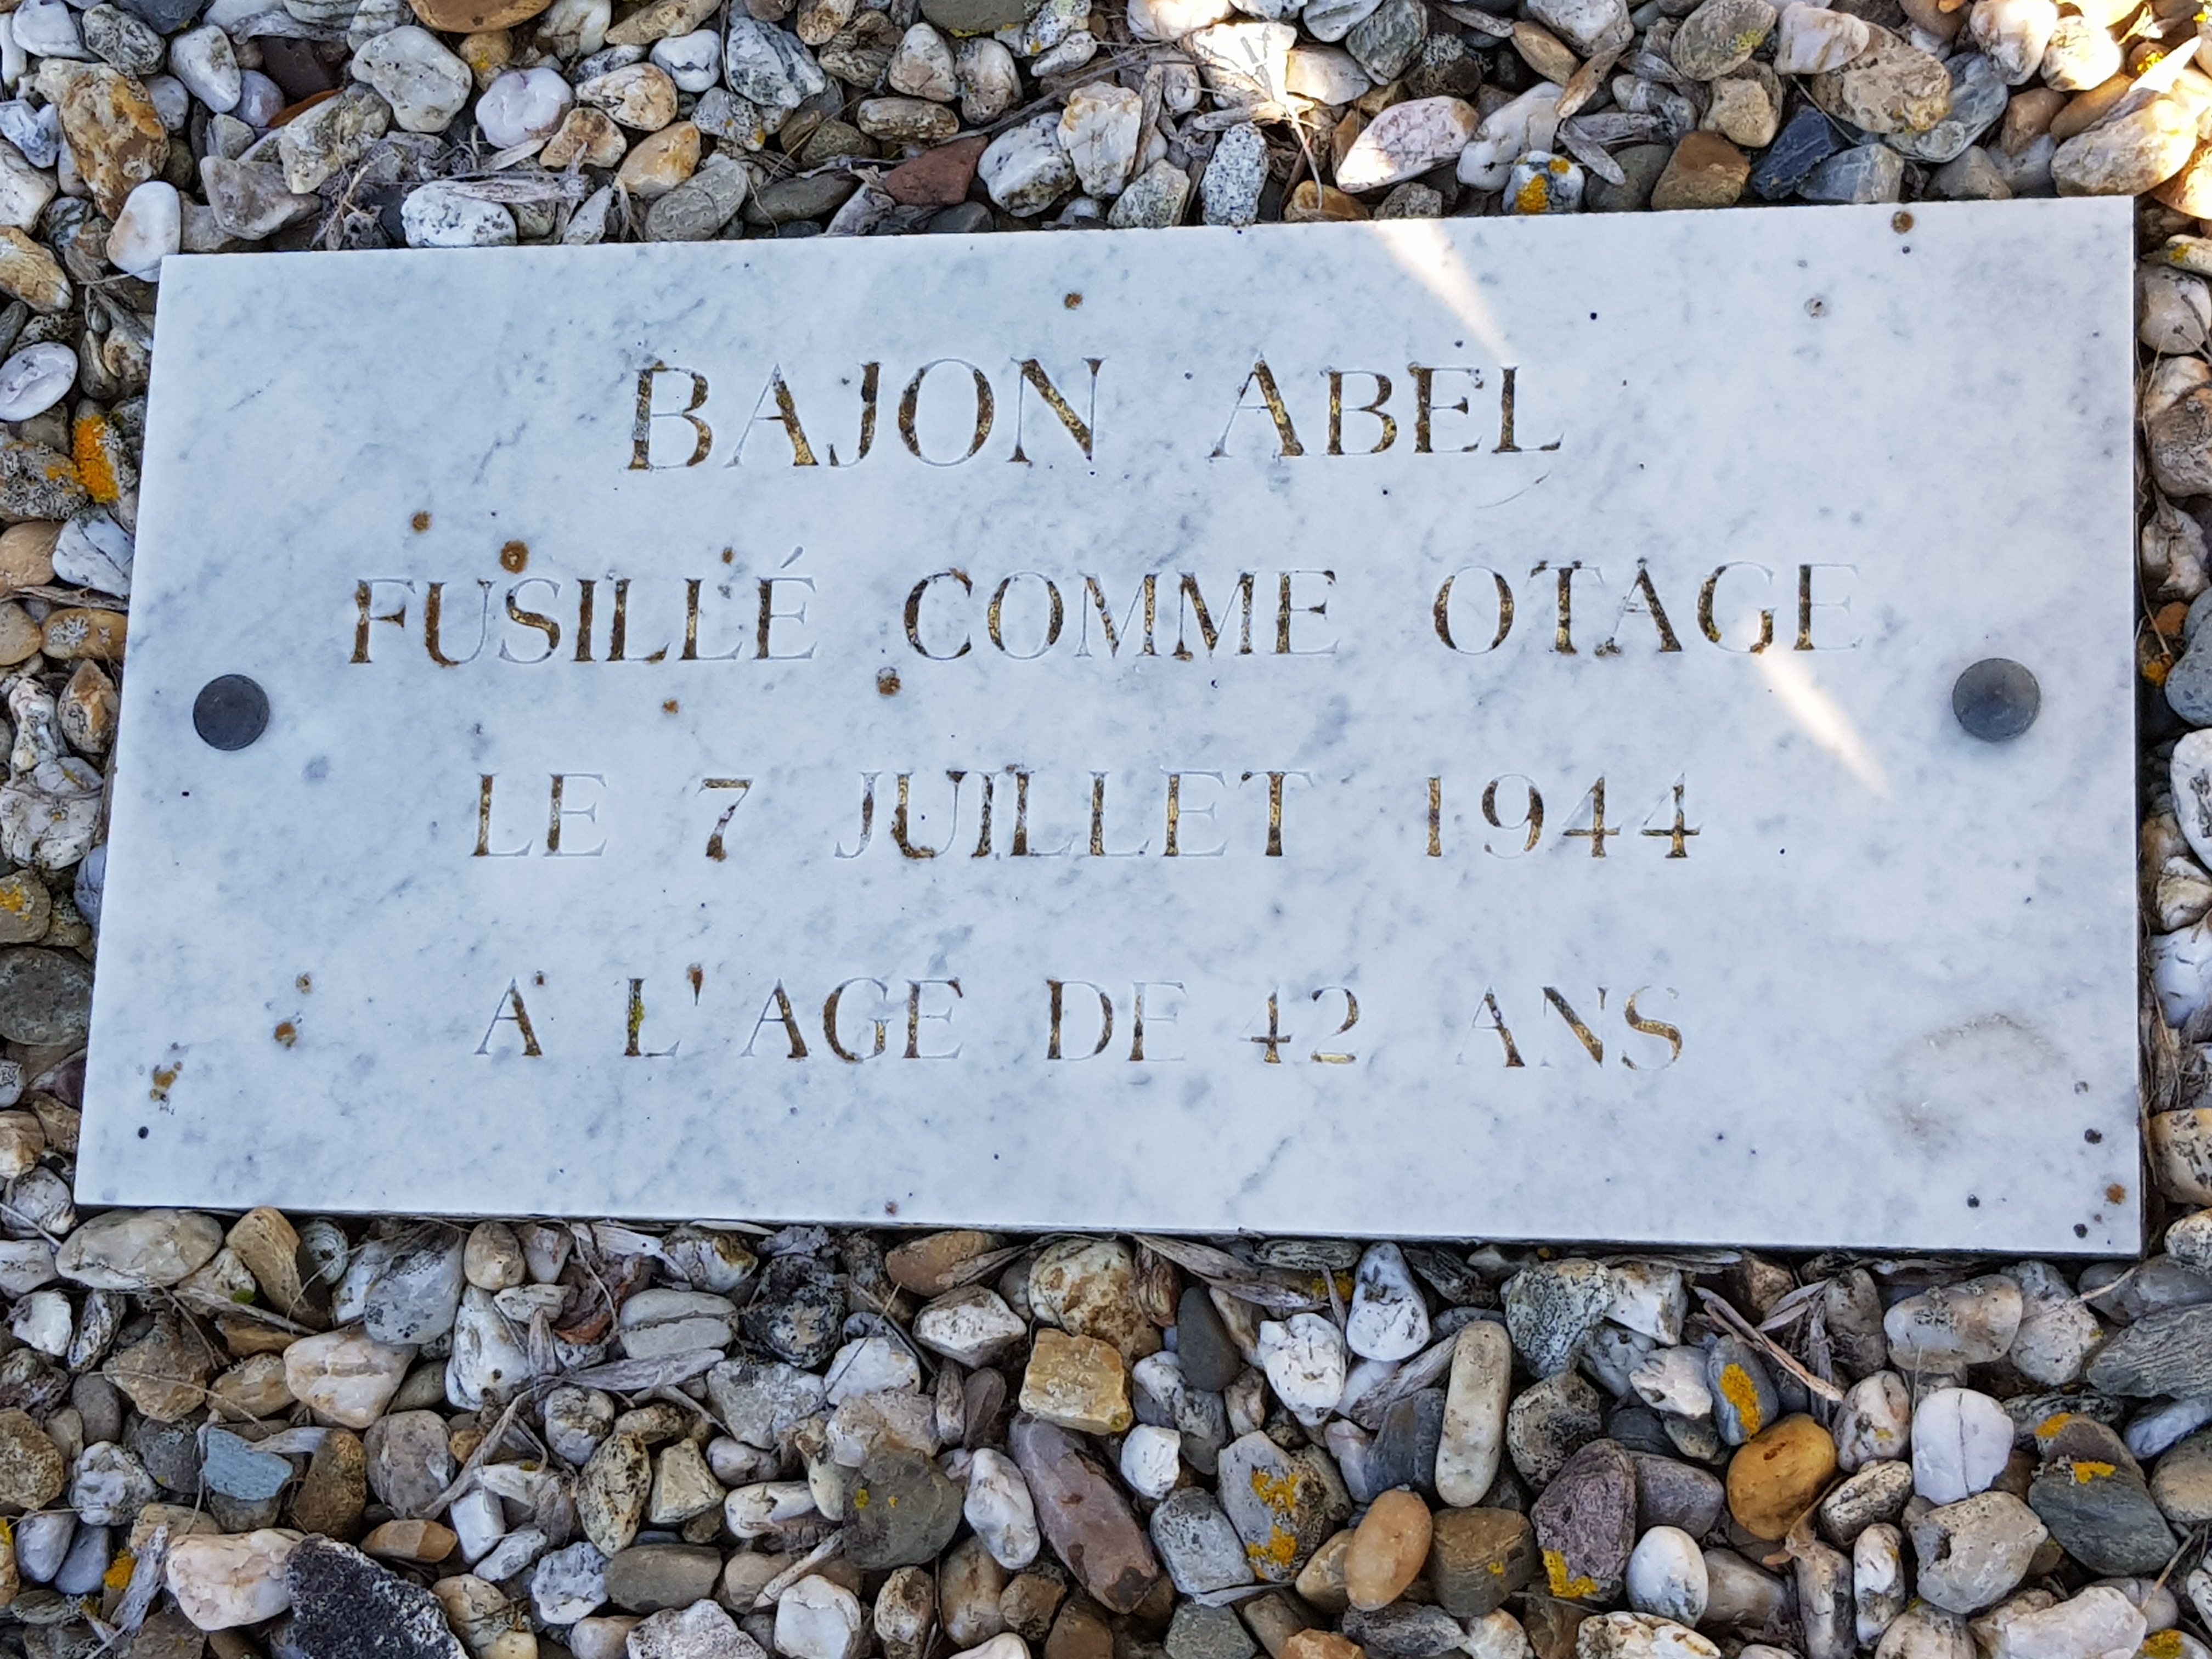 BAJON ABEL
FUSILLÉ COMME OTAGE
LE 7 JUILLET 1944
A L'AGE DE 42 ANS